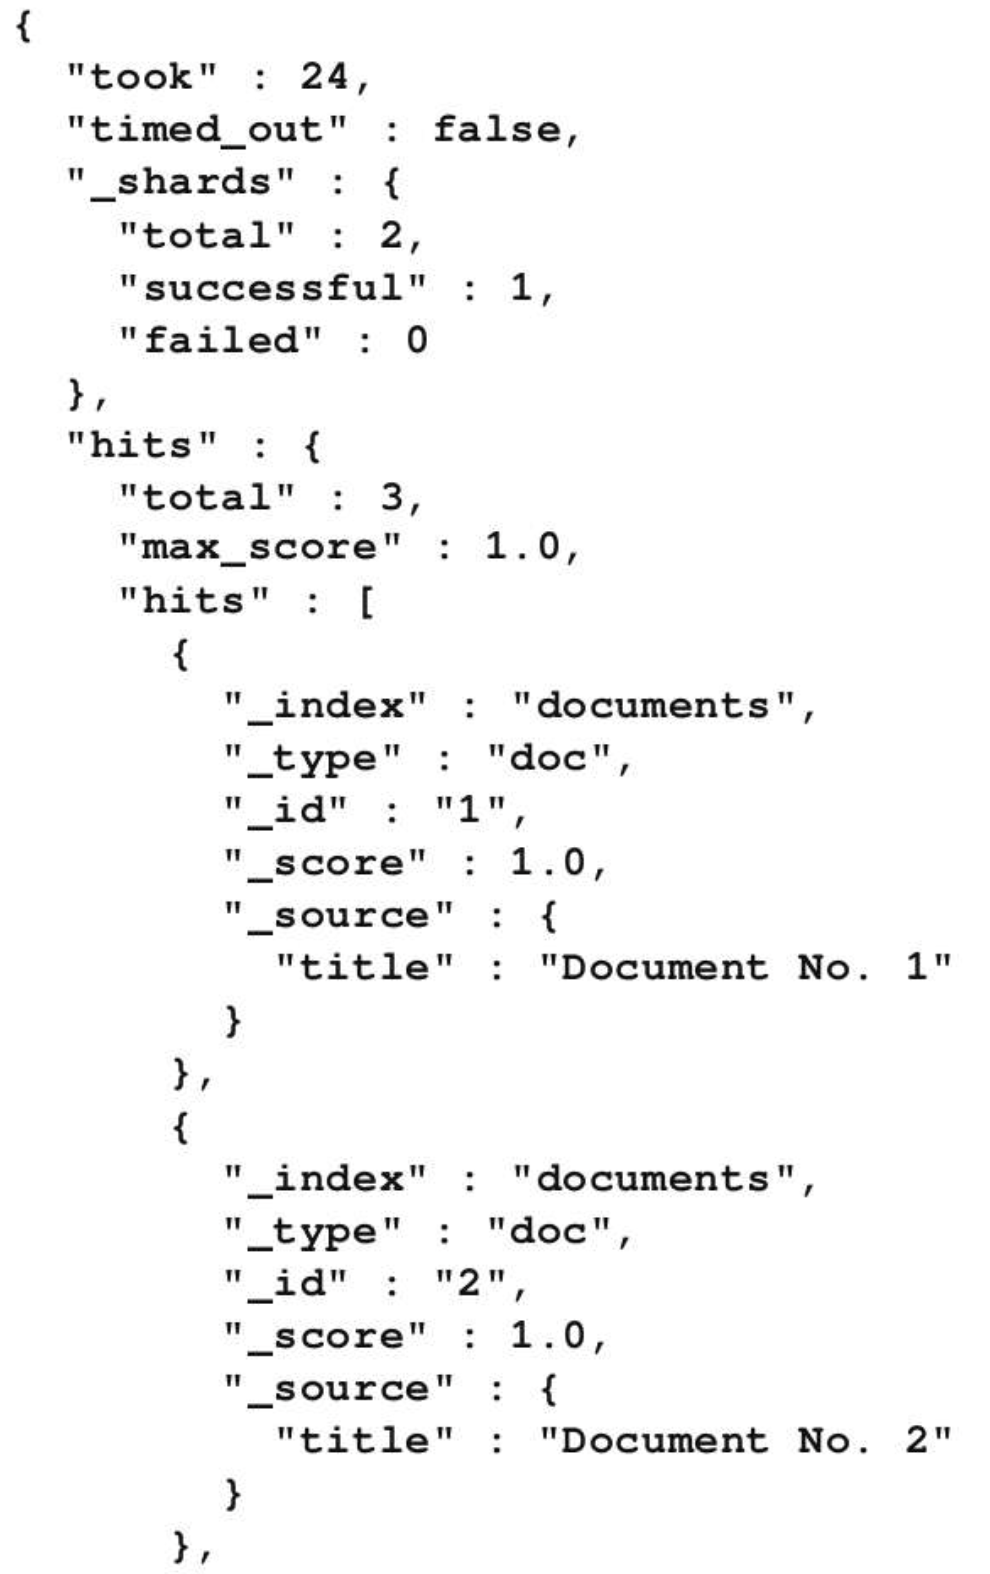 {
  "took" : 24,
  "timed_out" : false,
  "_shards" : {
    "total" : 2,
    "successful" : 1,
    "failed" : 0
  },
  "hits" : {
    "total" : 3,
    "max_score" : 1.0,
    "hits" : [
      {
        "_index" : "documents",
        "_type" : "doc",
        "_id" : "1",
        "_score" : 1.0,
        "_source" : {
          "title" : "Document No. 1"
        }
      },
      {
        "_index" : "documents",
        "_type" : "doc",
        "_id" : "2",
        "_score" : 1.0,
        "_source" : {
          "title" : "Document No. 2"
        }
      },